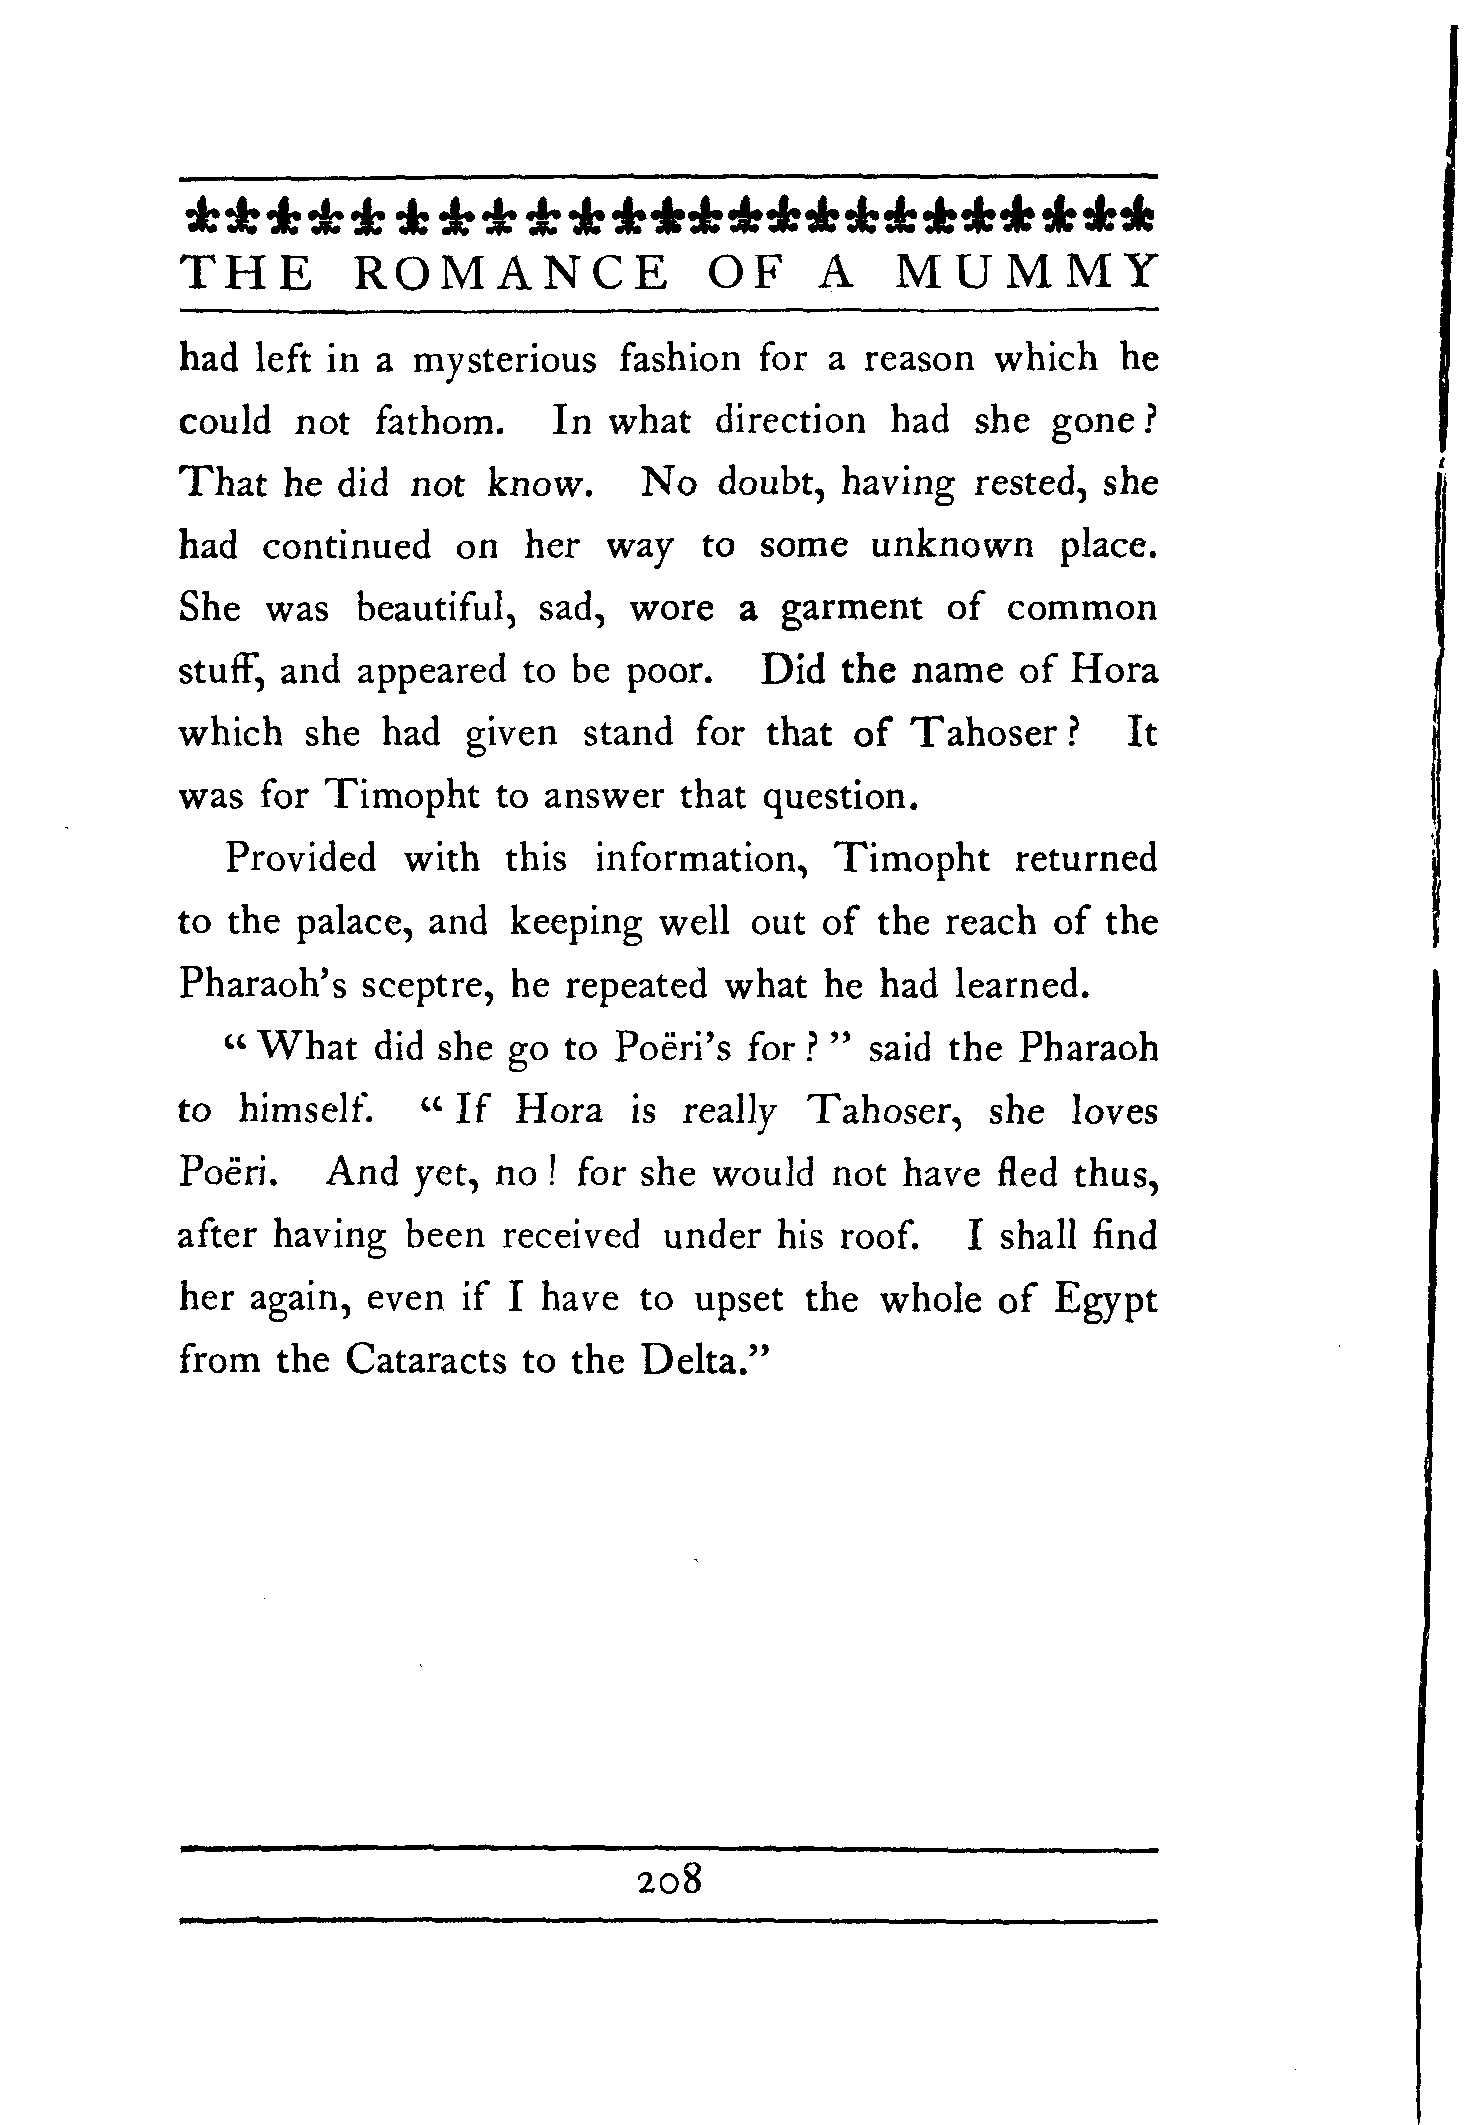 THE ROMANCE OF A MUMMY
had left in a mysterious fashion for a reason which he
could not fathom. In what direction had she gone?
That he did not know. No doubt, having rested, she
had continued on her way to some unknown place.
She was beautiful, sad, wore a garment of common
stuff, and appeared to be poor. Did the name of Hora
which she had given stand for that of Tahoser? It
was for Timopht to answer that question.
Provided with this information, Timopht returned
to the palace, and keeping well out of the reach of the
Pharaoh's sceptre, he repeated what he had learned.
“What did she go to Poëri's for?” said the Pharaoh
to himself. “If Hora is really Tahoser, she loves
Poëri. And yet, no! for she would not have fled thus,
after having been received under his roof. I shall find
her again, even if I have to upset the whole of Egypt
from the Cataracts to the Delta.”
208